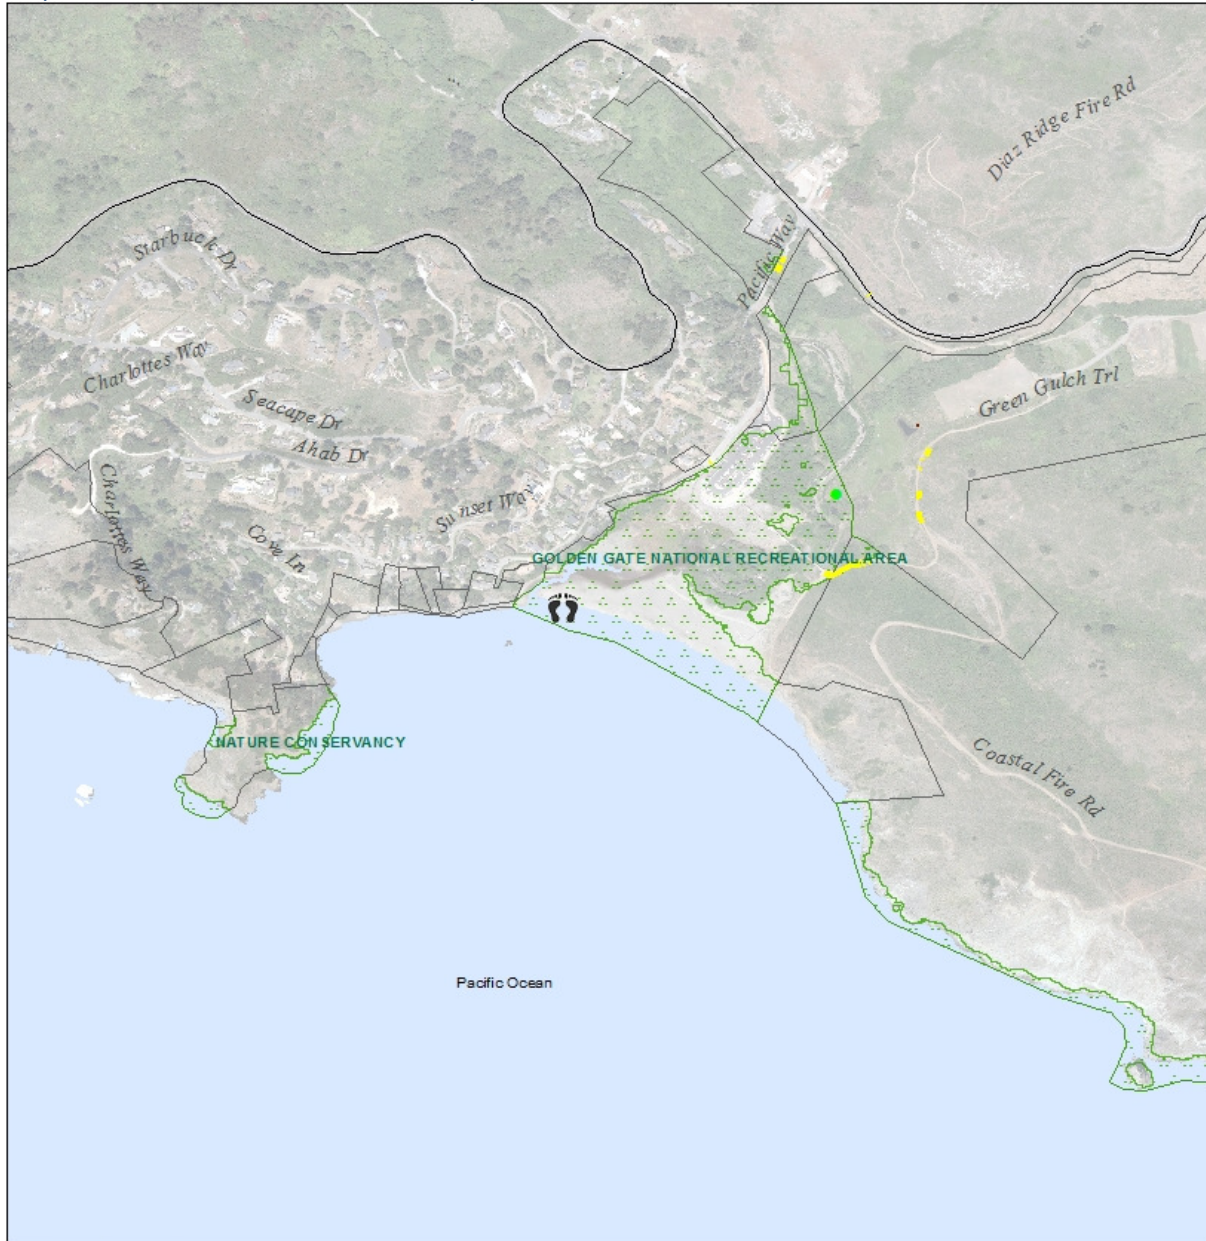 Diaz Ridge Fire Rd
Starbuck Dr
Pacific Way
Charlottes Way
Green Gulch Trl
Seacape Dr
Ahab Dr
Charlottes Way
Sunset Way
Cove ln
GOLDEN GATE NATIONAL RECREATIONAL AREA
NATURE CONSERVANCY
Coastal Fire Rd
Pacific Ocean